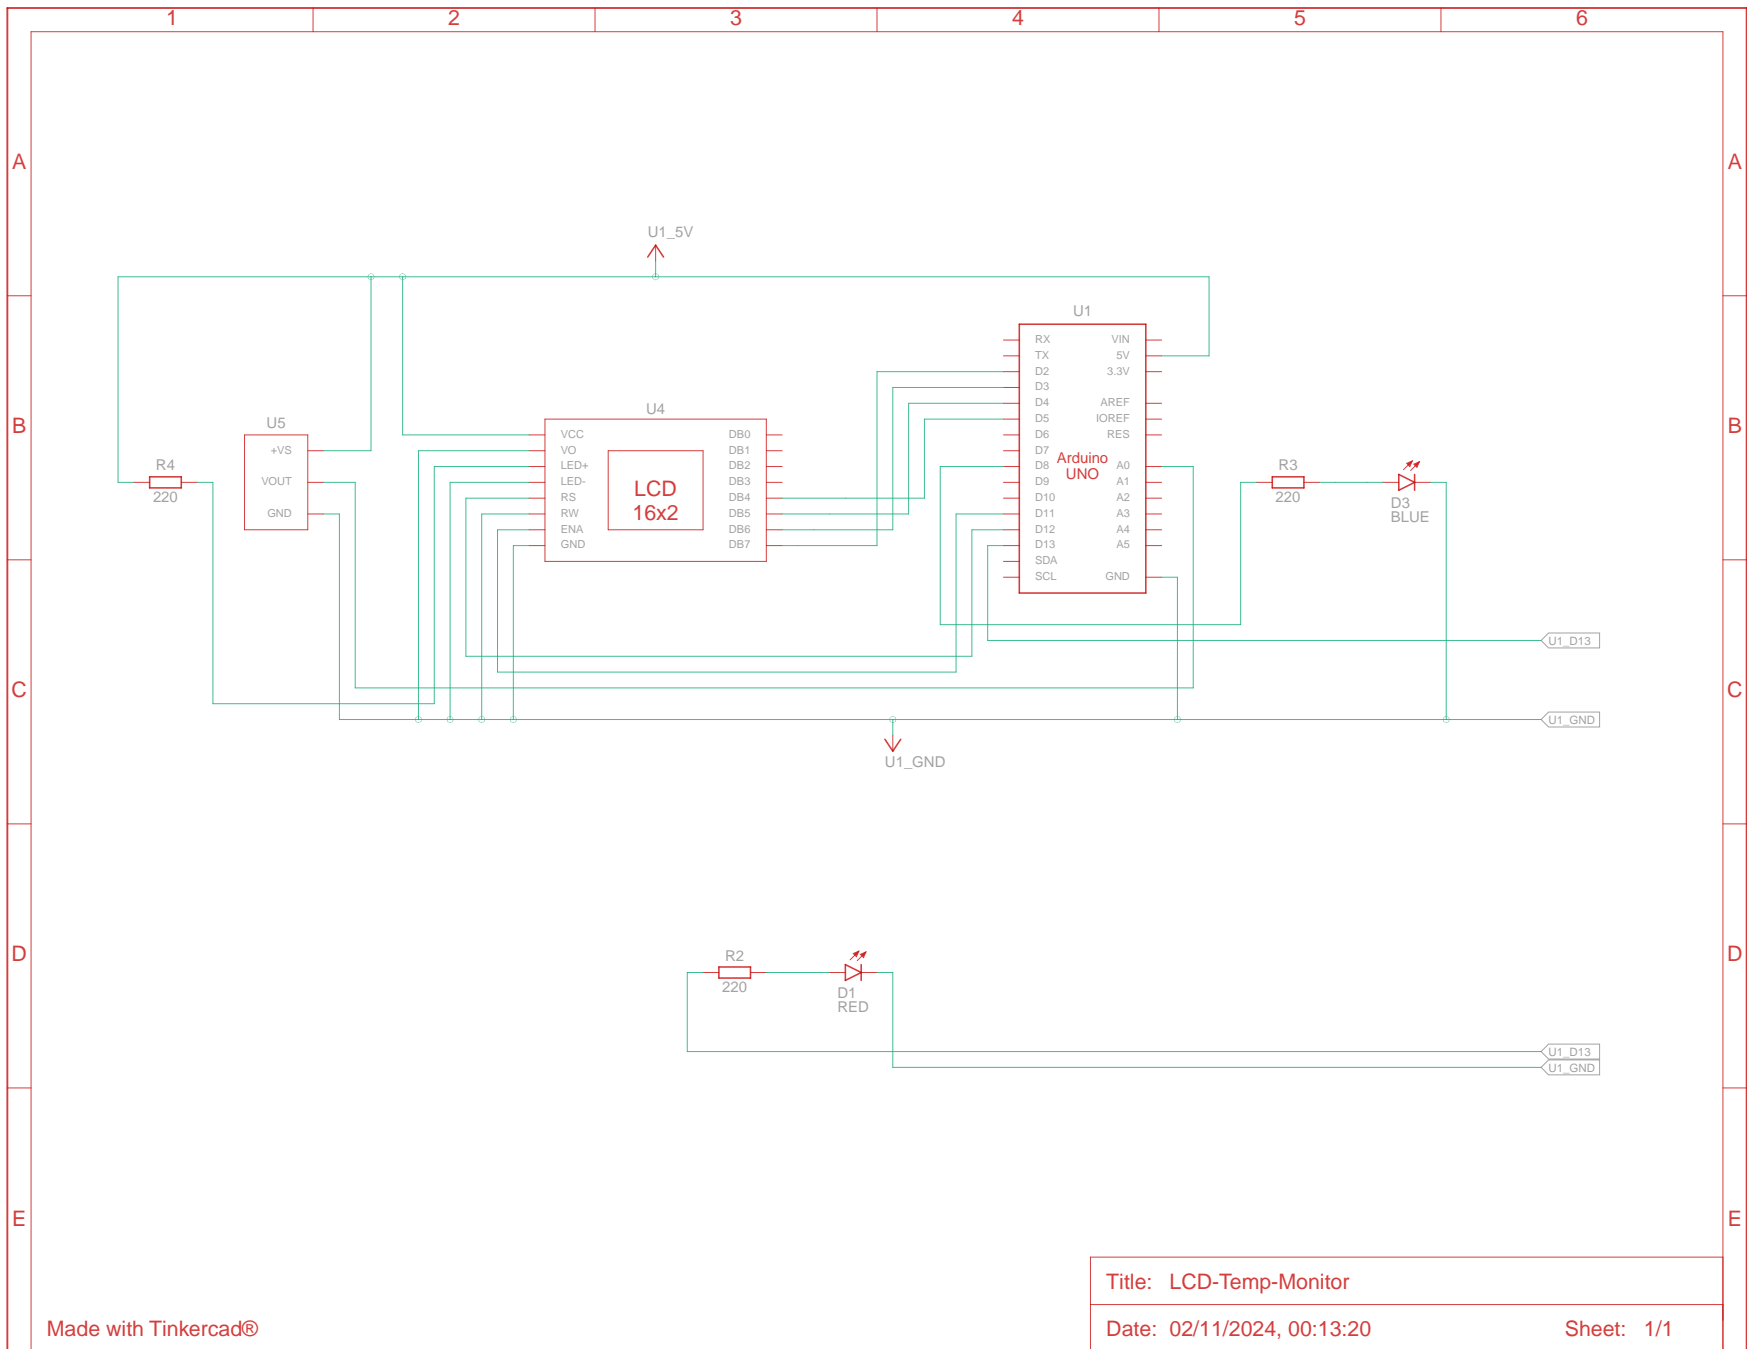 1 2 3 4 5 6
A A
U1_5V
U1
RX VIN
TX 5V
D2 3.3V
D3
D4 AREF
D5 IOREF
D6 RES
D7
D8 A0
D9 A1
D10 A2
D11 A3
D12 A4
D13 A5
SDA
SCL GND
Arduino
UNO
B B
U5
+VS
VOUT
GND
R4
220
U4
VCC DB0
VO DB1
LED+ DB2
LED- DB3
RS DB4
RW DB5
ENA DB6
GND DB7
LCD
16x2
R3
220
D3
BLUE
U1_D13
C C
U1_GND
U1_GND
D D
R2
220
D1
RED
U1_D13
U1_GND
E E
Title: LCD-Temp-Monitor
Made with Tinkercad®
Date: 02/11/2024, 00:13:20 Sheet: 1/1